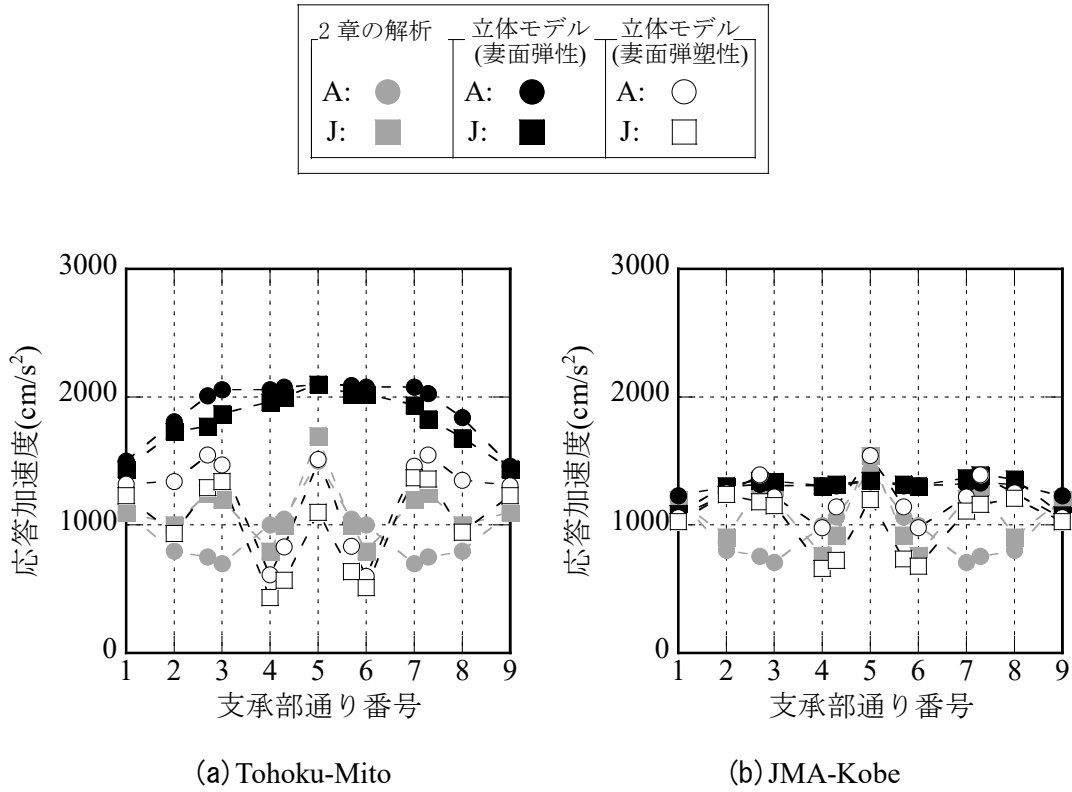 2 章の解析 立体モデル 立体モデル
(妻面弾性) (妻面弾塑性)
A: A: A:
J: J: J:
3000
2000
1000
0
応答加速度(cm/s²)
1 2 3 4 5 6 7 8 9
支承部通り番号
(a) Tohoku-Mito
3000
2000
1000
0
応答加速度(cm/s²)
1 2 3 4 5 6 7 8 9
支承部通り番号
(b) JMA-Kobe